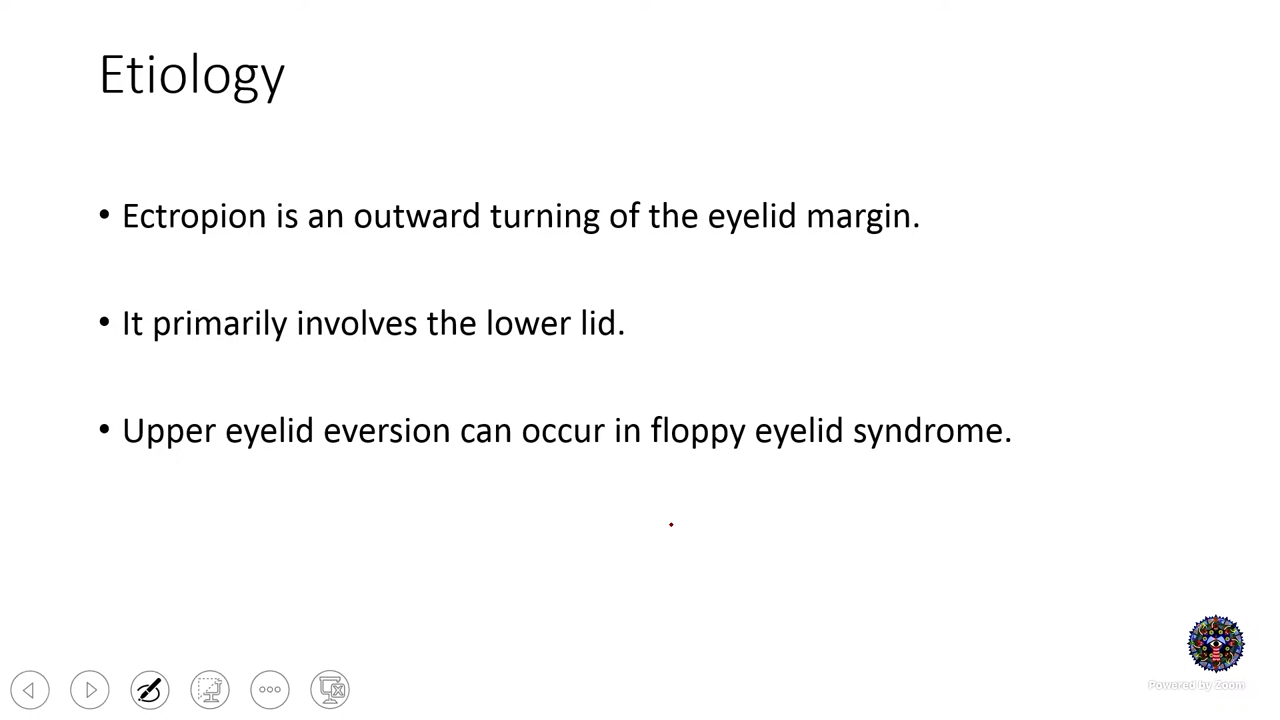 Etiology
• Ectropion is an outward turning of the eyelid margin.
• It primarily involves the lower lid.
• Upper eyelid eversion can occur in floppy eyelid syndrome.
Powered by Zoom